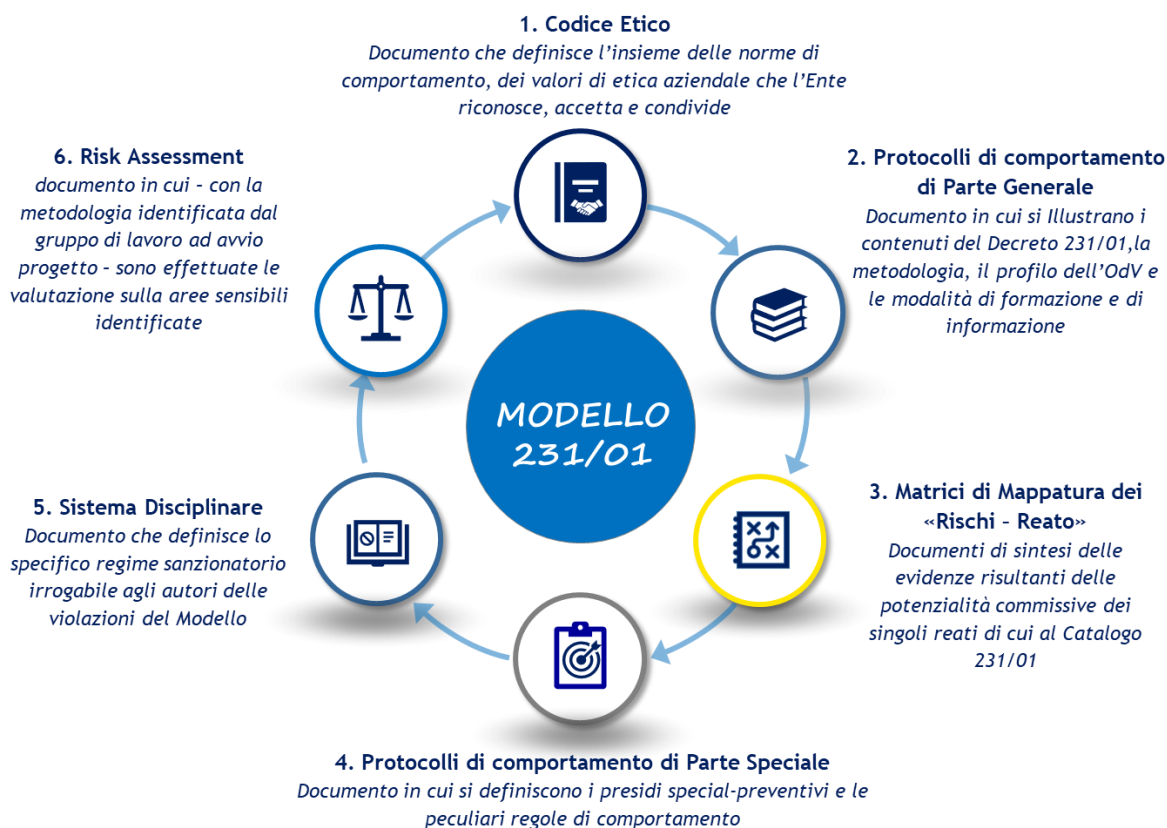 1. Codice Etico
Documento che definisce l’insieme delle norme di
comportamento, dei valori di etica aziendale che l’Ente
riconosce, accetta e condivide
2. Protocolli di comportamento
di Parte Generale
Documento in cui si Illustrano i
contenuti del Decreto 231/01,la
metodologia, il profilo dell’OdV e
le modalità di formazione e di
informazione
3. Matrici di Mappatura dei
«Rischi - Reato»
Documenti di sintesi delle
evidenze risultanti delle
potenzialità commissive dei
singoli reati di cui al Catalogo
231/01
4. Protocolli di comportamento di Parte Speciale
Documento in cui si definiscono i presidi special-preventivi e le
peculiari regole di comportamento
5. Sistema Disciplinare
Documento che definisce lo
specifico regime sanzionatorio
irrogabile agli autori delle
violazioni del Modello
6. Risk Assessment
documento in cui - con la
metodologia identificata dal
gruppo di lavoro ad avvio
progetto - sono effettuate le
valutazione sulla aree sensibili
identificate
MODELLO
231/01